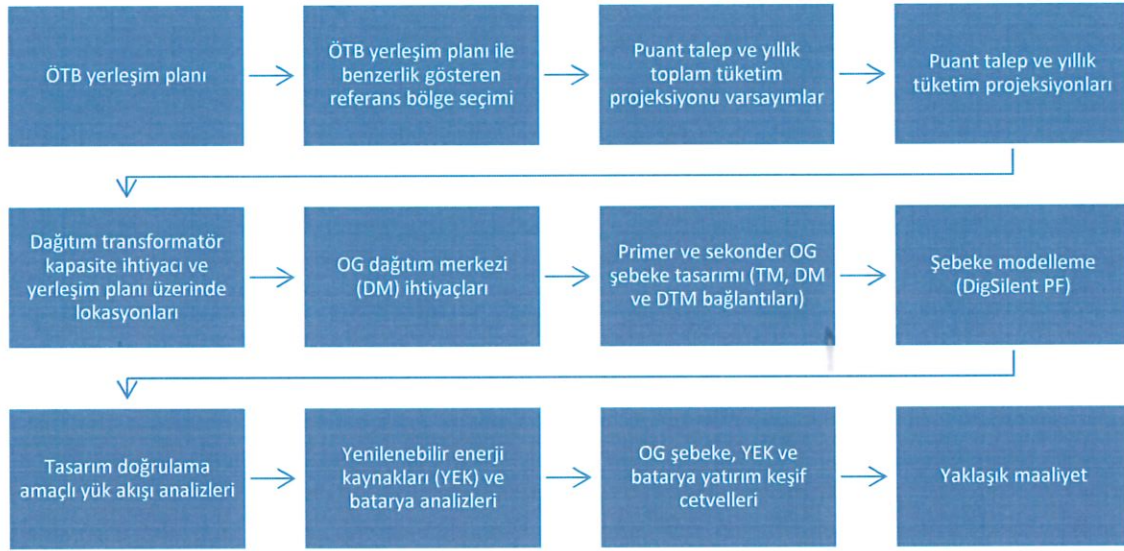 ÖTB yerleşim planı
ÖTB yerleşim planı ile
benzerlik gösteren
referans bölge seçimi
Puant talep ve yıllık
toplam tüketim
projeksiyonu varsayımlar
Puant talep ve yıllık
tüketim projeksiyonları
Dağıtım transformatör
kapasite ihtiyacı ve
yerleşim planı üzerinde
lokasyonları
OG dağıtım merkezi
(DM) ihtiyaçları
Primer ve sekonder OG
şebeke tasarımı (TM, DM
ve DTM bağlantıları)
Şebeke modelleme
(DigSilent PF)
Tasarım doğrulama
amaçlı yük akışı analizleri
Yenilenebilir enerji
kaynakları (YEK) ve
batarya analizleri
OG şebeke, YEK ve
batarya yatırım keşif
cetvelleri
Yaklaşık maaliyet